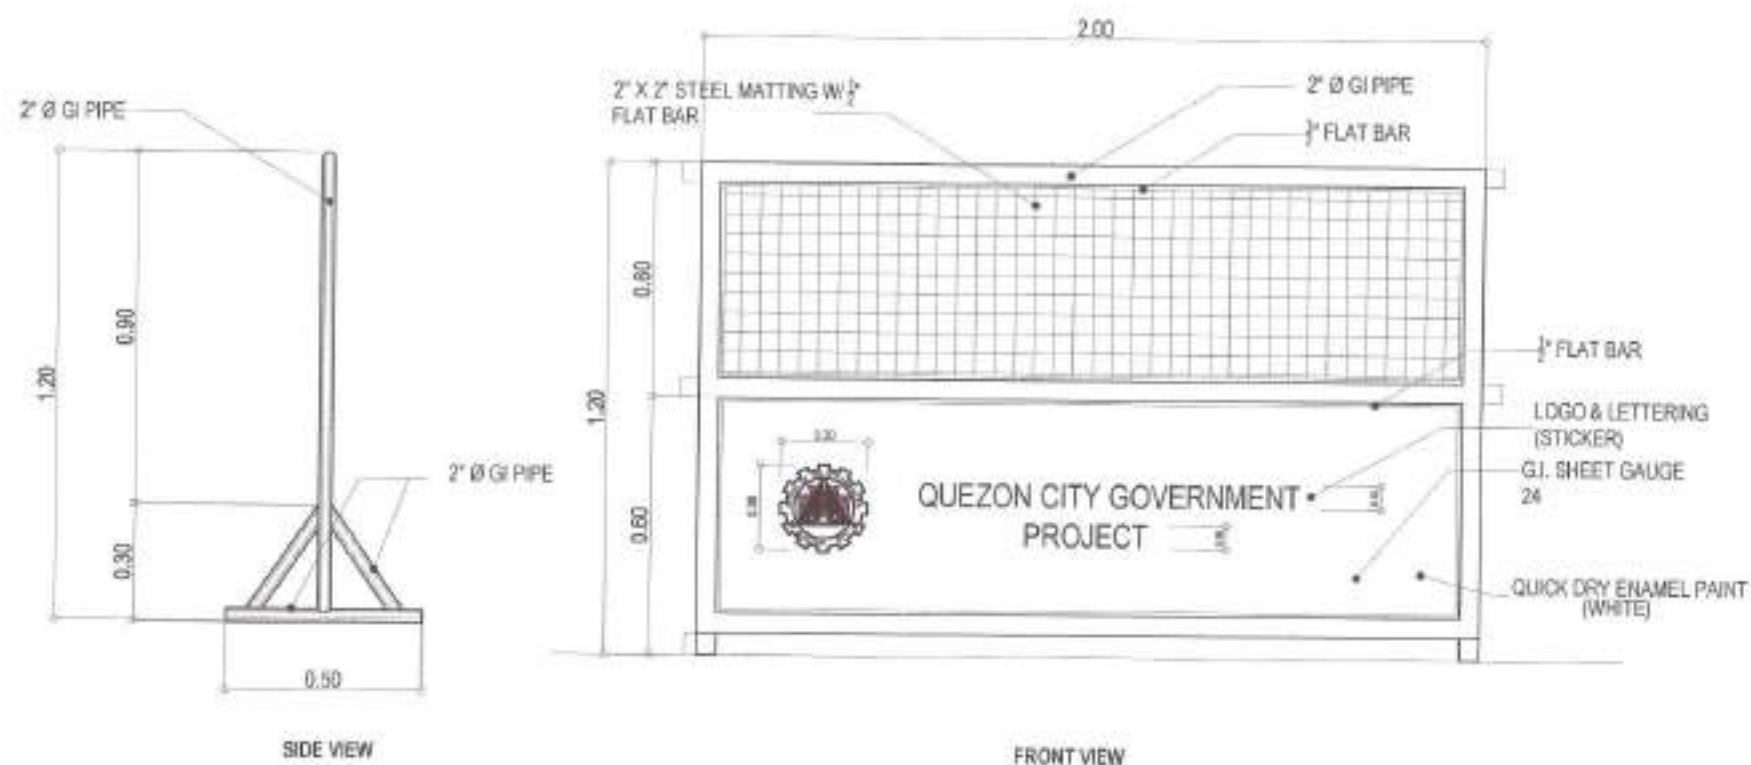 2.00
2" X 2" STEEL MATTING W/ ½"
FLAT BAR
2" Ø GI PIPE
½" FLAT BAR
2" Ø GI PIPE
1.20
0.90
0.30
0.50
2" Ø GI PIPE
SIDE VIEW
1.20
0.60
0.60
½" FLAT BAR
LOGO & LETTERING
(STICKER)
G.I. SHEET GAUGE
24
QUICK DRY ENAMEL PAINT
(WHITE)
QUEZON CITY GOVERNMENT
PROJECT
FRONT VIEW